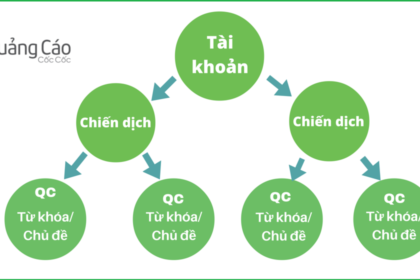 uảng Cáo
Cốc Cốc
Tài
khoản
Chiến dịch
Chiến dịch
QC
Từ khóa/
Chủ đề
QC
Từ khóa/
Chủ đề
QC
Từ khóa/
Chủ đề
QC
Từ khóa/
Chủ đề